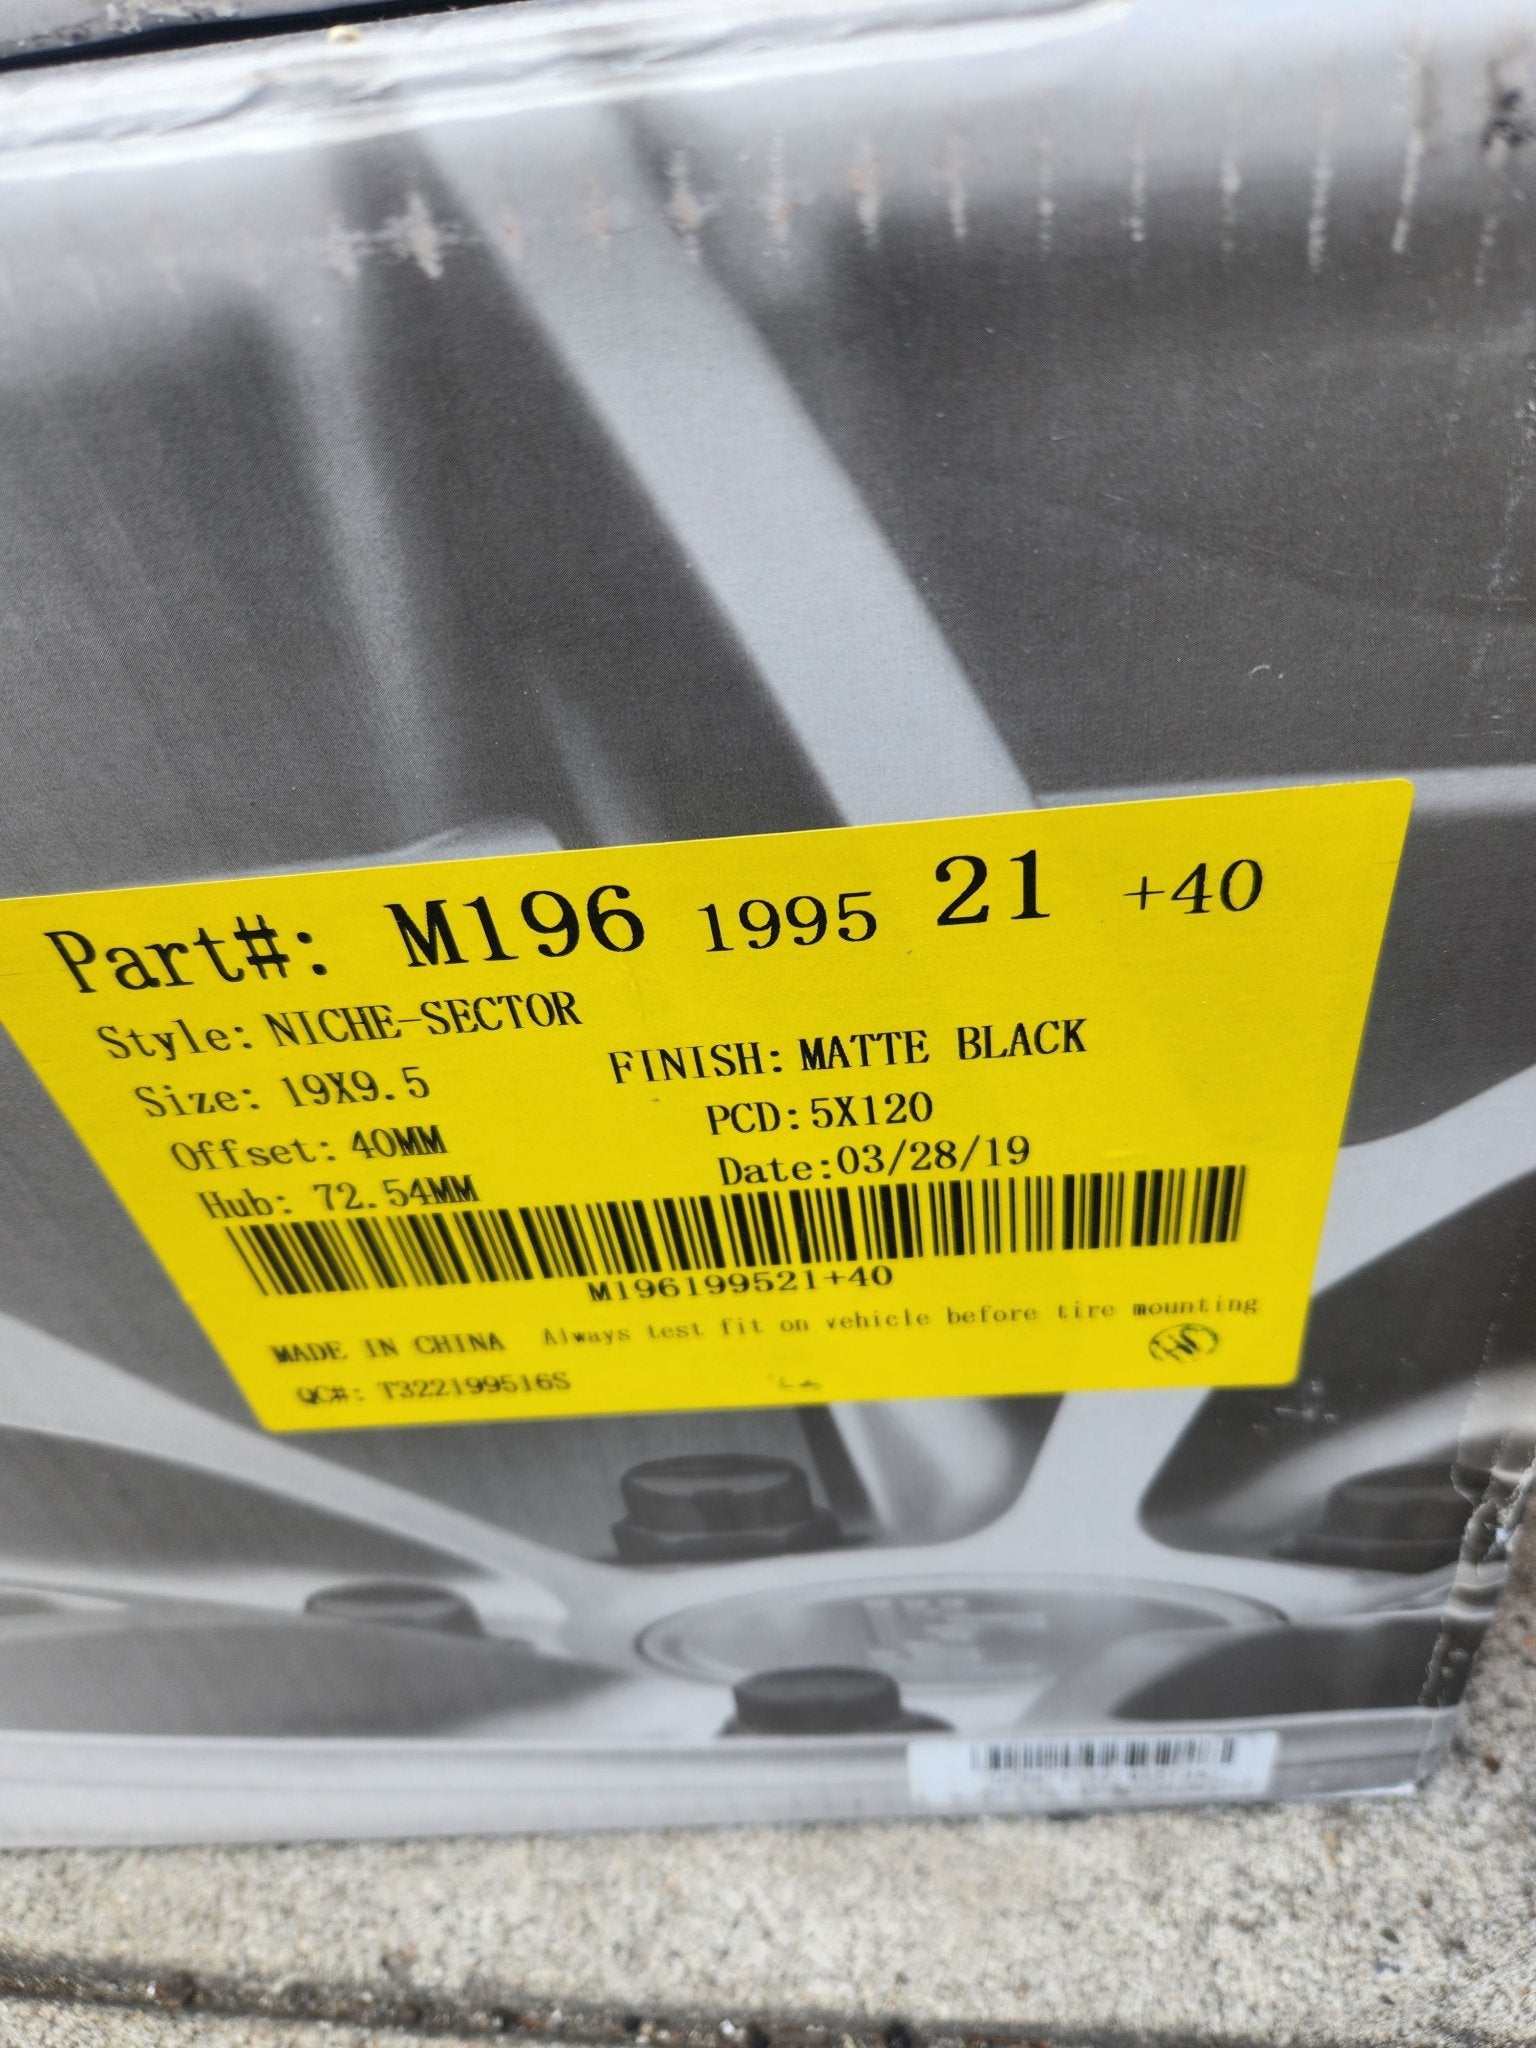 Part#: M196 1995 21 +40
Style: NICHE-SECTOR
Size: 19X9.5 FINISH: MATTE BLACK
Offset: 40MM PCD: 5X120
Hub: 72.54MM Date:03/28/19
M196199521+40
MADE IN CHINA Always test fit on vehicle before tire mounting
QC#: T322199516S